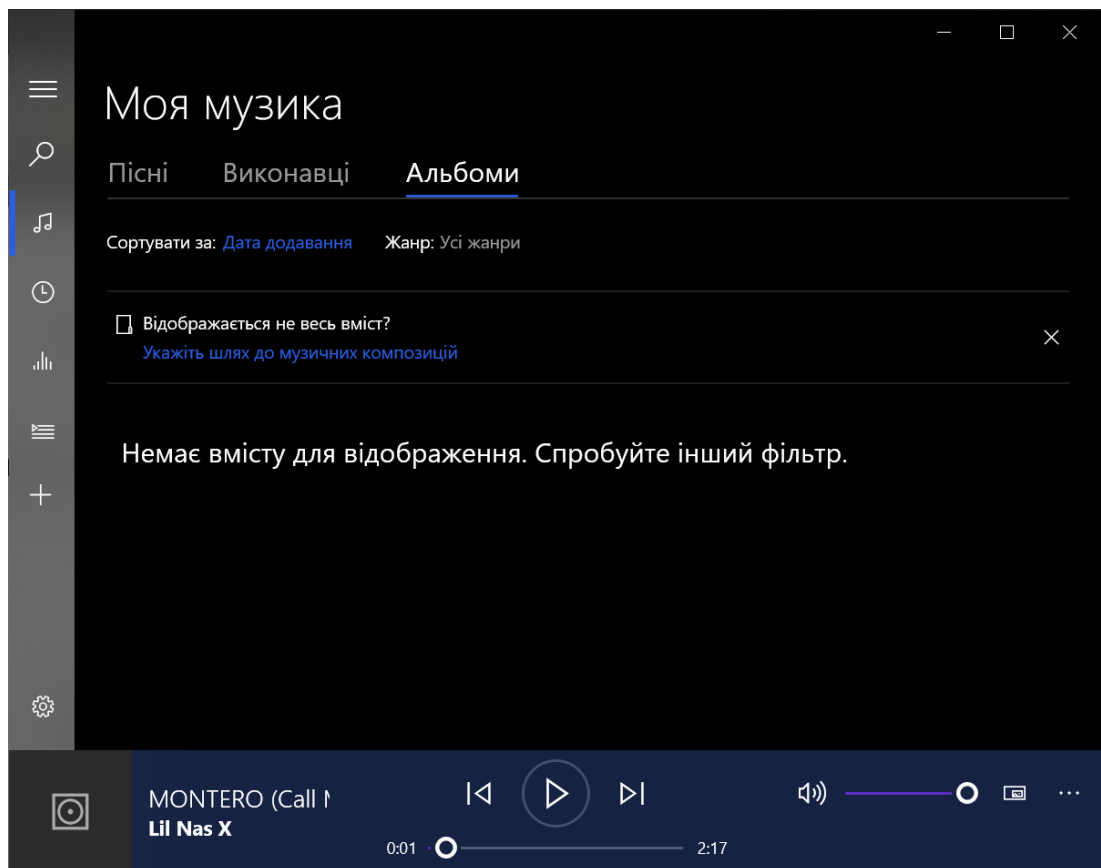 Моя музика
Пісні Виконавці Альбоми
Сортувати за: Дата додавання Жанр: Усі жанри
Відображається не весь вміст?
Укажіть шлях до музичних композицій
Немає вмісту для відображення. Спробуйте інший фільтр.
MONTERO (Call
Lil Nas X
0:01 2:17